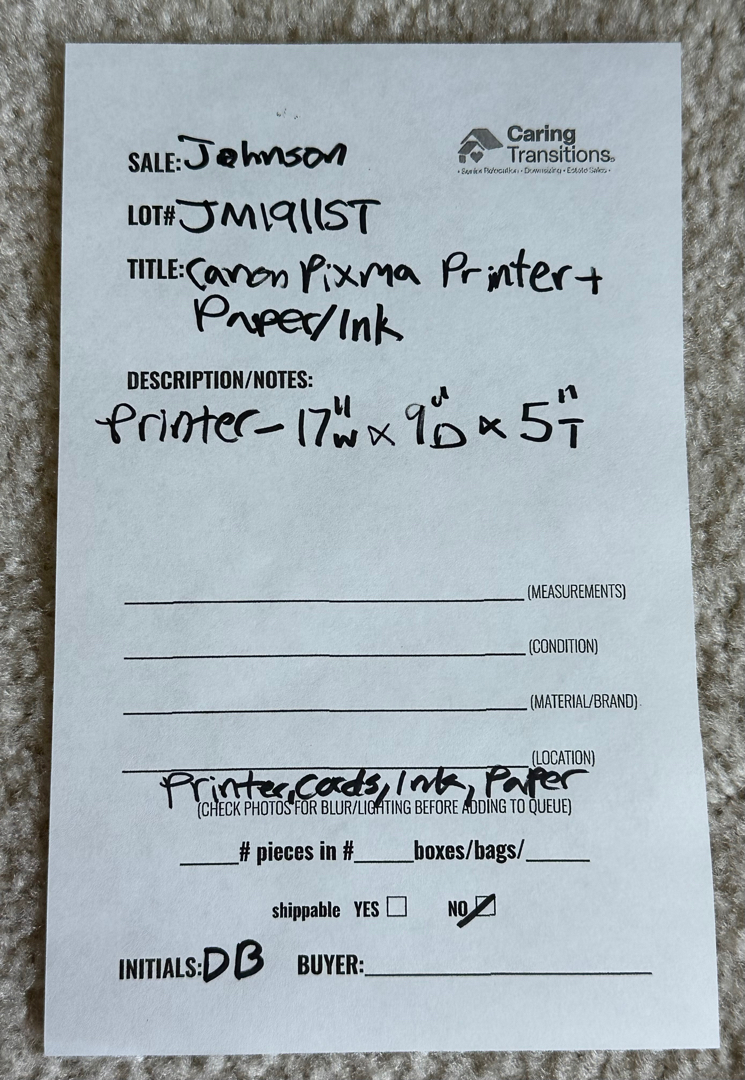 Caring
Transitions®
• Senior Relocation • Downsizing • Estate Sales •
SALE: Johnson
LOT# JM1911ST
TITLE: Canon Pixma Printer +
Paper/Ink
DESCRIPTION/NOTES:
Printer - 17"W x 9"D x 5"T
(MEASUREMENTS)
(CONDITION)
(MATERIAL/BRAND)
(LOCATION)
Printer, Cords, Ink, Paper
(CHECK PHOTOS FOR BLUR/LIGHTING BEFORE ADDING TO QUEUE)
# pieces in # boxes/bags/
shippable YES NO
INITIALS: DB BUYER: